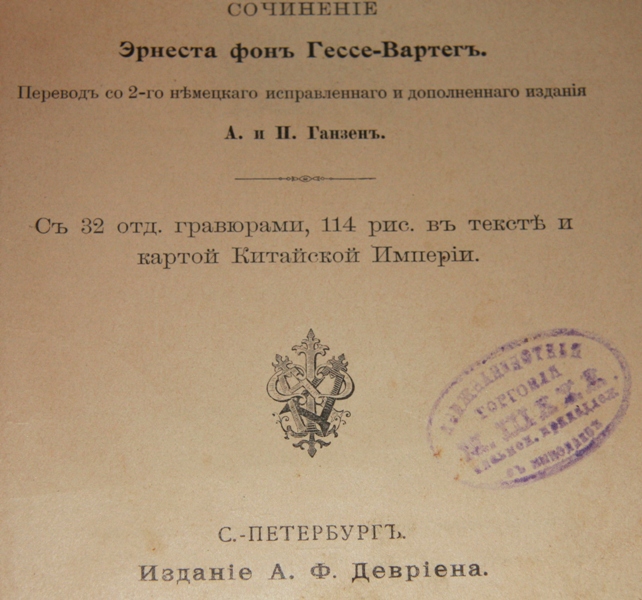 СОЧИНЕНІЕ
Эрнеста фонъ Гессе-Вартегъ.
Переводъ со 2-го нѣмецкаго исправленнаго и дополненнаго изданія
А. и П. Ганзенъ.
Съ 32 отд. гравюрами, 114 рис. въ текстѣ и
картой Китайской Имперіи.
ТОРГОВЛЯ
С.-ПЕТЕРБУРГЪ.
Изданіе А. Ф. Девріена.